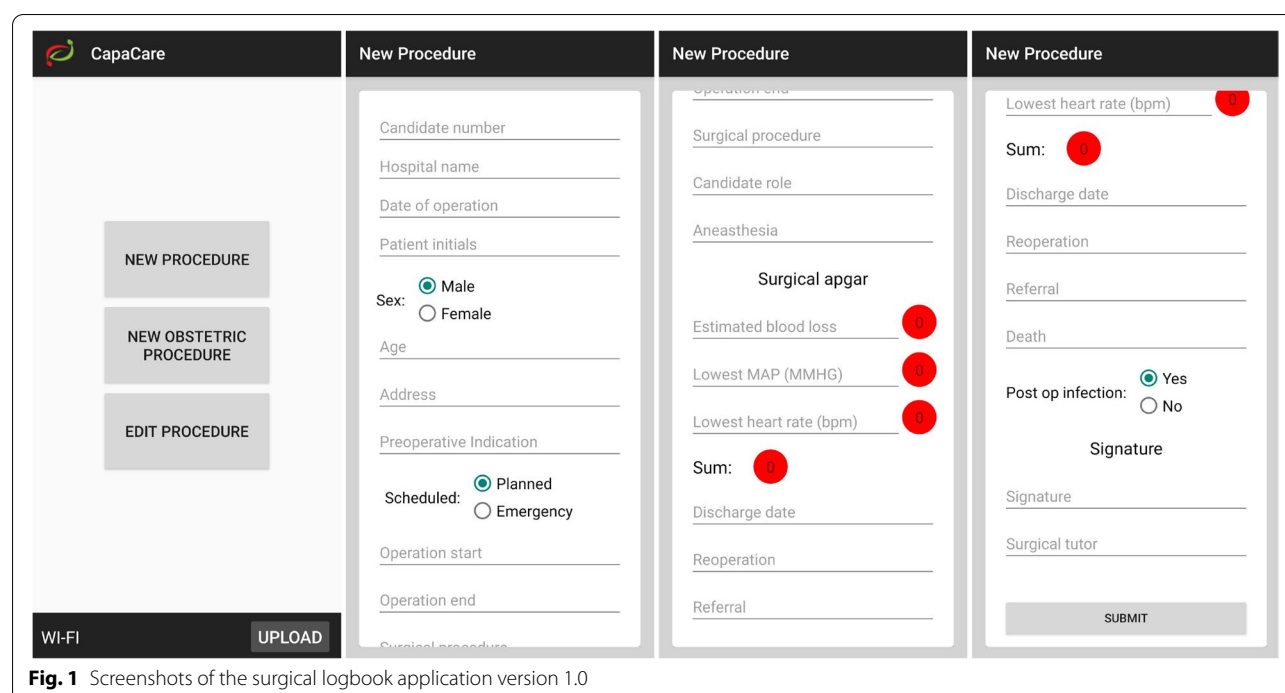 CapaCare
NEW PROCEDURE
NEW OBSTETRIC
PROCEDURE
EDIT PROCEDURE
WI-FI
UPLOAD
New Procedure
Candidate number
Hospital name
Date of operation
Patient initials
Sex:
Male
Female
Age
Address
Preoperative Indication
Scheduled:
Planned
Emergency
Operation start
Operation end
Surgical procedure
New Procedure
Operation end
Surgical procedure
Candidate role
Aneasthesia
Surgical apgar
Estimated blood loss 0
Lowest MAP (MMHG) 0
Lowest heart rate (bpm) 0
Sum: 0
Discharge date
Reoperation
Referral
New Procedure
Lowest heart rate (bpm) 0
Sum: 0
Discharge date
Reoperation
Referral
Death
Post op infection:
Yes
No
Signature
Signature
Surgical tutor
SUBMIT
Fig. 1 Screenshots of the surgical logbook application version 1.0